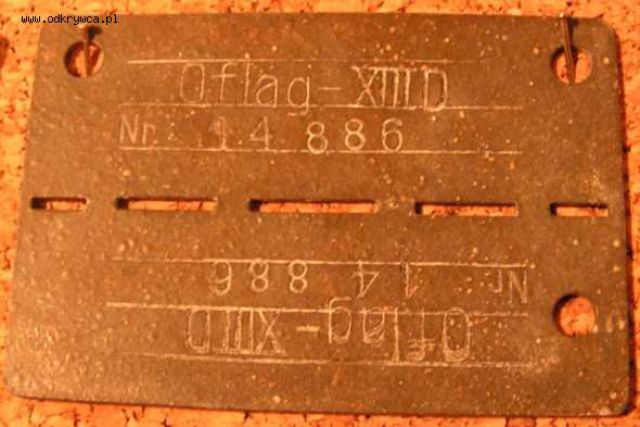 www.odkrywca.pl
Oflag-XIIID
Nr. 14 886
Nr. 14 886
Oflag-XIIID